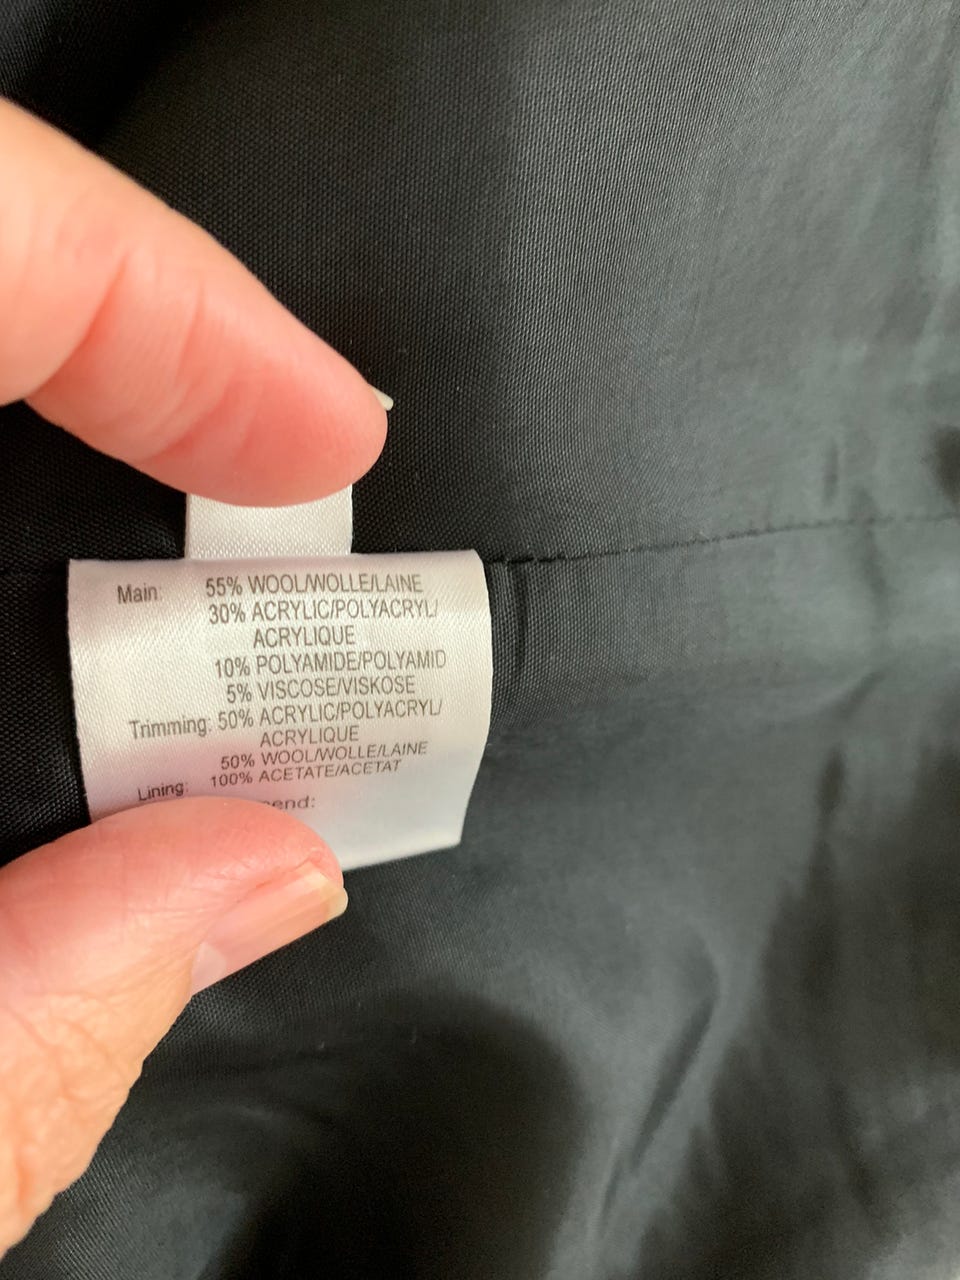 Main: 55% WOOL/WOLLE/LAINE
30% ACRYLIC/POLYACRYL/
ACRYLIQUE
10% POLYAMIDE/POLYAMID
5% VISCOSE/VISKOSE
Trimming: 50% ACRYLIC/POLYACRYL/
ACRYLIQUE
50% WOOL/WOLLE/LAINE
Lining: 100% ACETATE/ACETAT